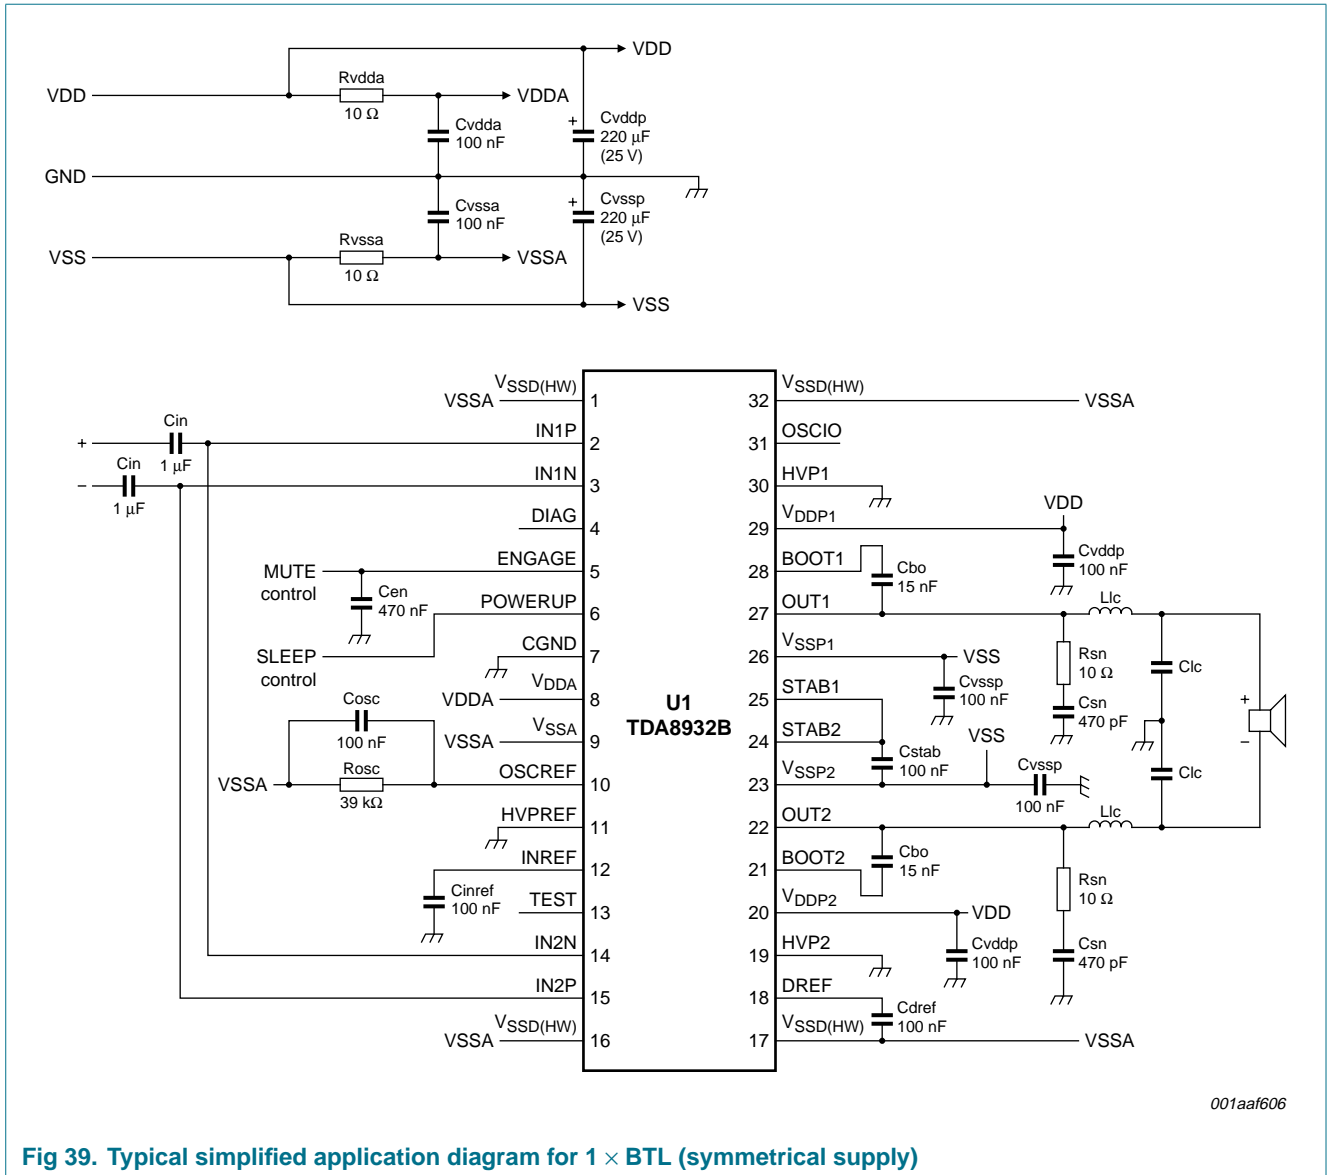 VDD
VDD
Rvdda
10 Ω
VDDA
Cvdda
100 nF
+
Cvddp
220 μF
(25 V)
GND
Cvssa
100 nF
+
Cvssp
220 μF
(25 V)
VSS
Rvssa
10 Ω
VSSA
VSS
U1
TDA8932B
VSSA
VSSD(HW)
1
+
Cin
1 μF
IN1P
2
−
Cin
1 μF
IN1N
3
DIAG
4
MUTE
control
Cen
470 nF
ENGAGE
5
SLEEP
control
POWERUP
6
CGND
7
VDDA
VDDA
8
VSSA
VSSA
9
Cosc
100 nF
VSSA
Rosc
39 kΩ
OSCREF
10
HVPREF
11
Cinref
100 nF
INREF
12
TEST
13
IN2N
14
IN2P
15
VSSA
VSSD(HW)
16
32
VSSD(HW)
VSSA
31
OSCIO
30
HVP1
29
VDDP1
VDD
Cvddp
100 nF
28
BOOT1
Cbo
15 nF
27
OUT1
Llc
Rsn
10 Ω
Csn
470 pF
Clc
26
VSSP1
VSS
Cvssp
100 nF
25
STAB1
24
STAB2
Cstab
100 nF
+
−
23
VSSP2
VSS
Cvssp
100 nF
Clc
22
OUT2
Llc
Cbo
15 nF
21
BOOT2
Rsn
10 Ω
Csn
470 pF
20
VDDP2
VDD
Cvddp
100 nF
19
HVP2
18
DREF
Cdref
100 nF
17
VSSD(HW)
VSSA
001aaf606
Fig 39. Typical simplified application diagram for 1 × BTL (symmetrical supply)